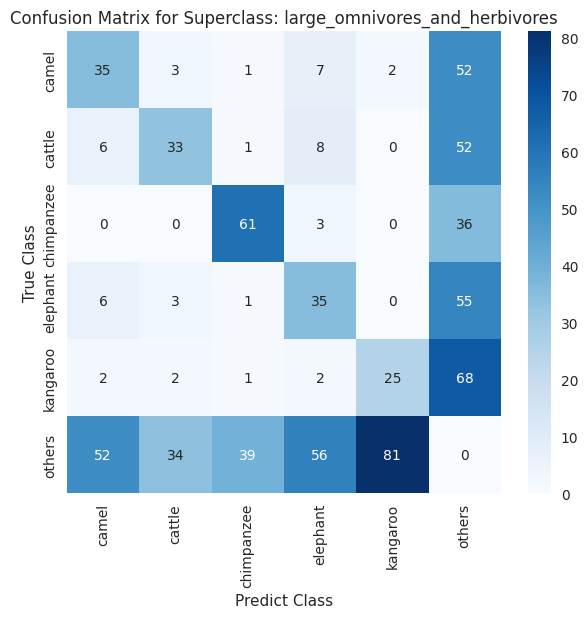 Confusion Matrix for Superclass: large_omnivores_and_herbivores
True Class
camel 35 3 1 7 2 52
cattle 6 33 1 8 0 52
chimpanzee 0 0 61 3 0 36
elephant 6 3 1 35 0 55
kangaroo 2 2 1 2 25 68
others 52 34 39 56 81 0
camel cattle chimpanzee elephant kangaroo others
Predict Class
80
70
60
50
40
30
20
10
0